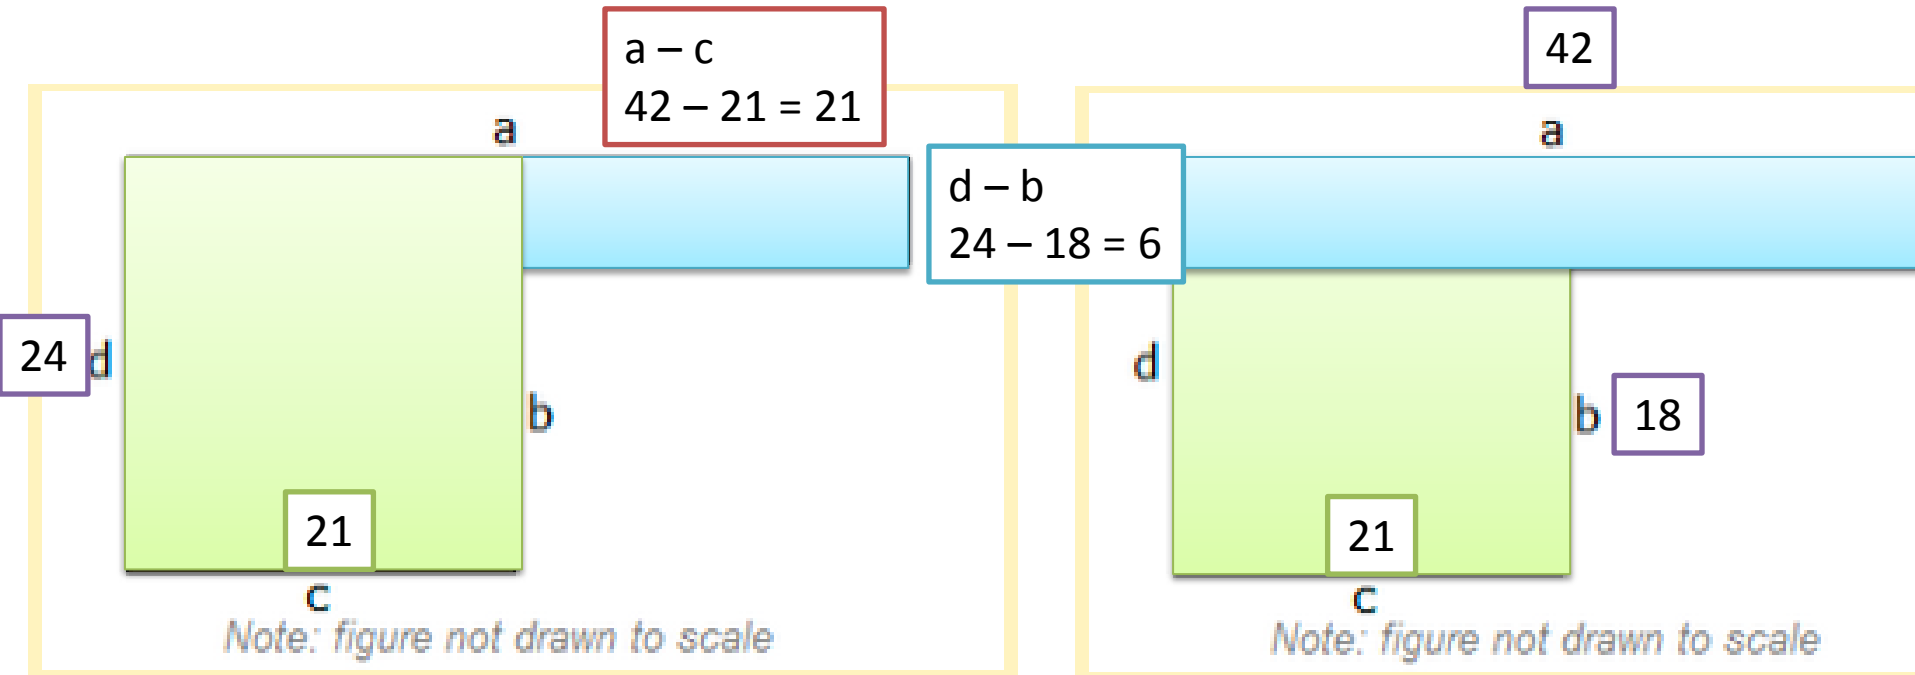 a – c
42 – 21 = 21
a
24
d
b
21
c
Note: figure not drawn to scale
42
a
d – b
24 – 18 = 6
d
b
18
21
c
Note: figure not drawn to scale